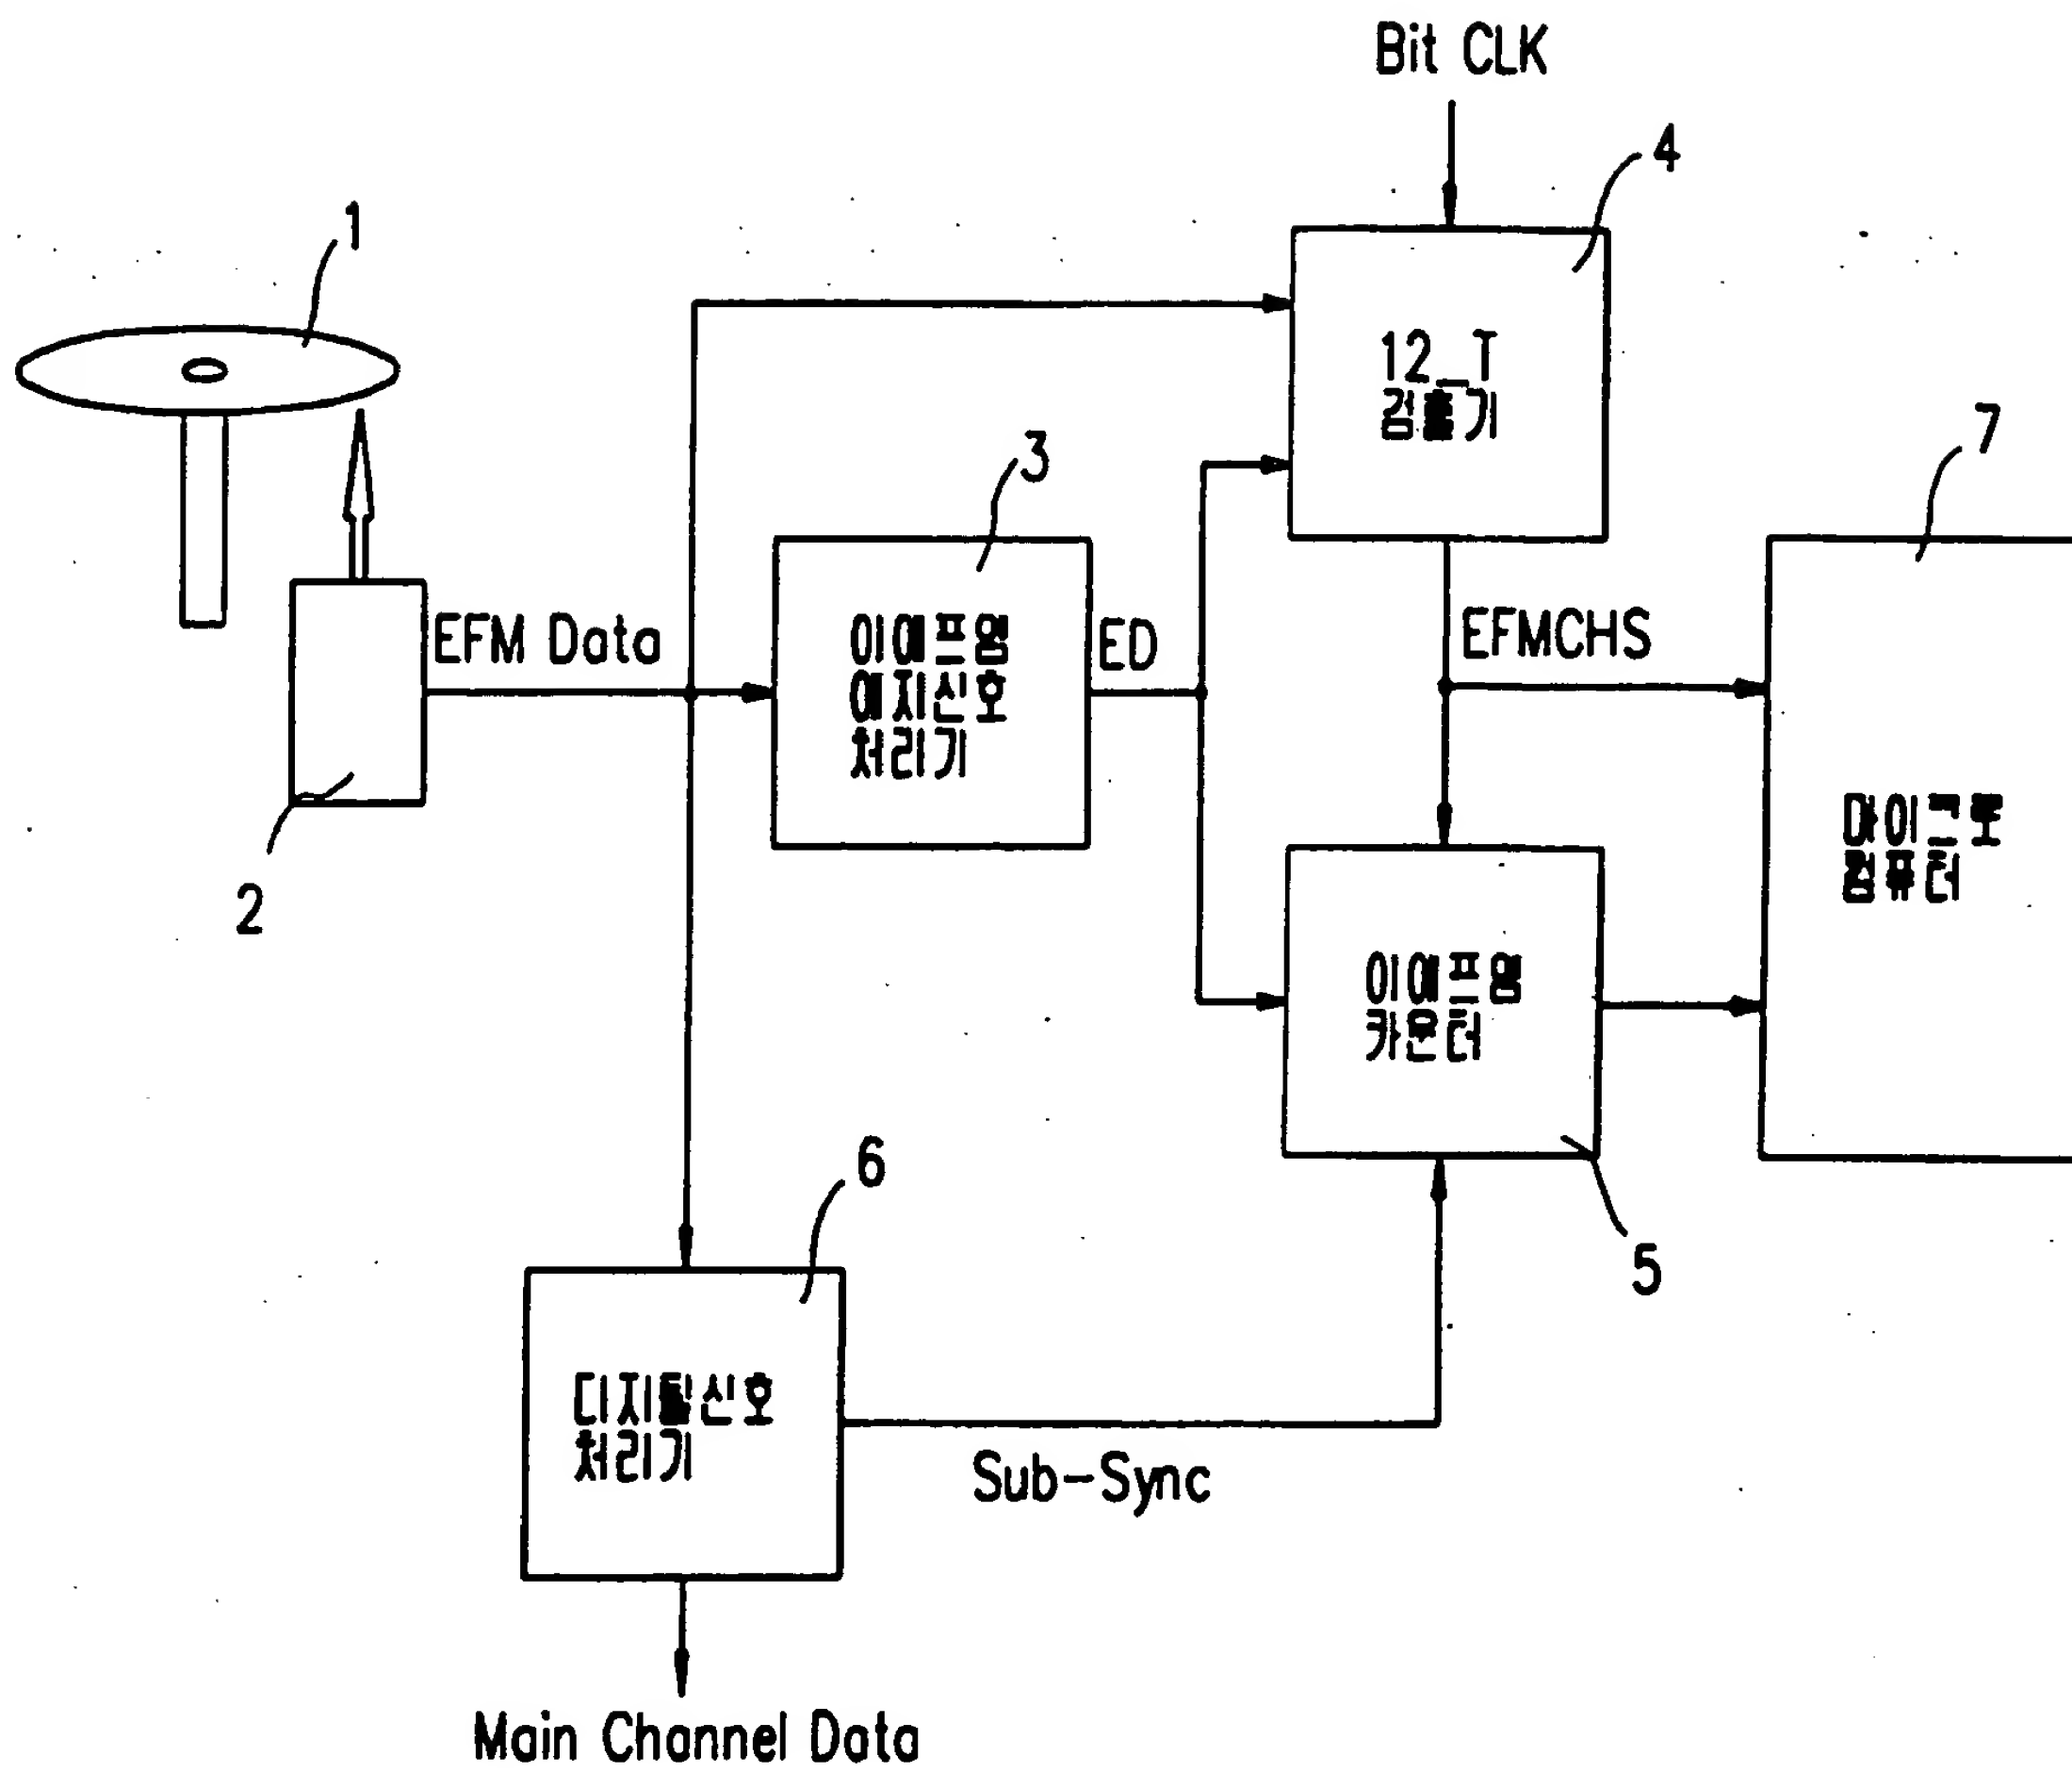 Bit CLK
4
1
12_T
검출기
7
3
EFM Data
이에프엠
에지신호
처리기
ED
EFMCHS
마이크로
컴퓨터
2
이에프엠
카운터
6
5
디지탈신호
처리기
Sub-Sync
Main Channel Data